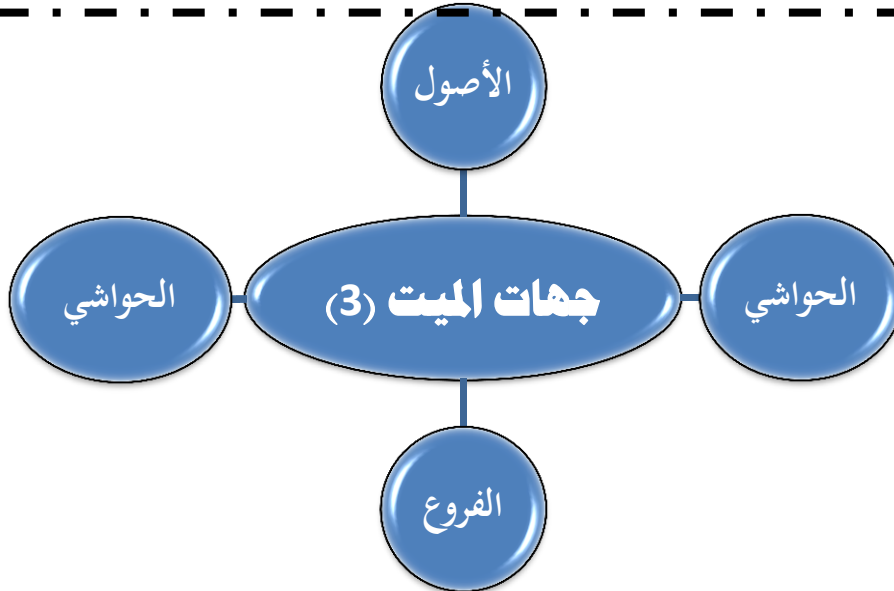 الأصول
الحواشي
جهات الميت (3)
الحواشي
الفروع